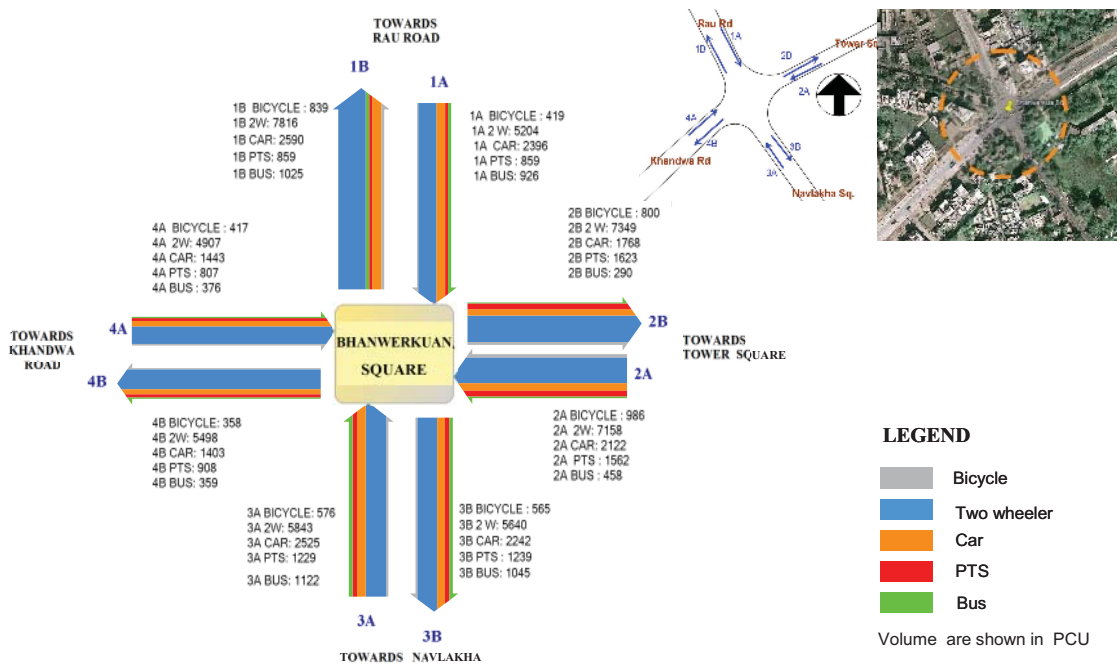 TOWARDS
RAU ROAD
1B
1A
1B BICYCLE : 839
1B 2W: 7816
1B CAR: 2590
1B PTS: 859
1B BUS: 1025
1A BICYCLE : 419
1A 2 W: 5204
1A CAR: 2396
1A PTS : 859
1A BUS: 926
Rau Rd
1B
1A
Tower Sq.
2B
2A
4A
4B
Khandwa Rd
3B
3A
Navlakha Sq.
4A BICYCLE : 417
4A 2W: 4907
4A CAR: 1443
4A PTS : 807
4A BUS : 376
2B BICYCLE : 800
2B 2 W: 7349
2B CAR: 1768
2B PTS : 1623
2B BUS: 290
TOWARDS
KHANDWA
ROAD
4A
4B
BHANWERKUAN,
SQUARE
2B
2A
TOWARDS
TOWER SQUARE
4B BICYCLE: 358
4B 2W: 5498
4B CAR: 1403
4B PTS: 908
4B BUS: 359
2A BICYCLE : 986
2A 2W: 7158
2A CAR: 2122
2A PTS : 1562
2A BUS : 458
3A BICYCLE: 576
3A 2W: 5843
3A CAR: 2525
3A PTS: 1229
3A BUS: 1122
3B BICYCLE : 565
3B 2 W: 5640
3B CAR: 2242
3B PTS : 1239
3B BUS: 1045
3A
3B
TOWARDS NAVLAKHA
LEGEND
Bicycle
Two wheeler
Car
PTS
Bus
Volume are shown in PCU